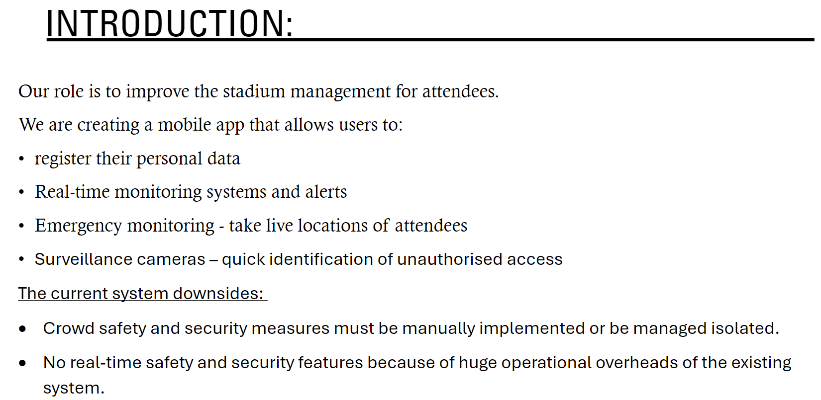 INTRODUCTION:
Our role is to improve the stadium management for attendees.
We are creating a mobile app that allows users to:
• register their personal data
• Real-time monitoring systems and alerts
• Emergency monitoring - take live locations of attendees
• Surveillance cameras – quick identification of unauthorised access
The current system downsides:
• Crowd safety and security measures must be manually implemented or be managed isolated.
• No real-time safety and security features because of huge operational overheads of the existing
system.